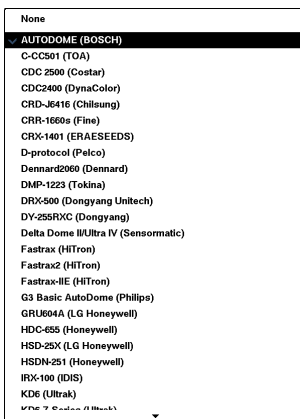 None
AUTODOME (BOSCH)
C-CC501 (TOA)
CDC 2500 (Costar)
CDC2400 (DynaColor)
CRD-J6416 (Chilsung)
CRR-1660s (Fine)
CRX-1401 (ERAESEEDS)
D-protocol (Pelco)
Dennard2060 (Dennard)
DMP-1223 (Tokina)
DRX-500 (Dongyang Unitech)
DY-255RXC (Dongyang)
Delta Dome II/Ultra IV (Sensormatic)
Fastrax (HiTron)
Fastrax2 (HiTron)
Fastrax-IIE (HiTron)
G3 Basic AutoDome (Philips)
GRU604A (LG Honeywell)
HDC-655 (Honeywell)
HSD-25X (LG Honeywell)
HSDN-251 (Honeywell)
IRX-100 (IDIS)
KD6 (Ultrak)
KD6 Z-Series (Ultrak)